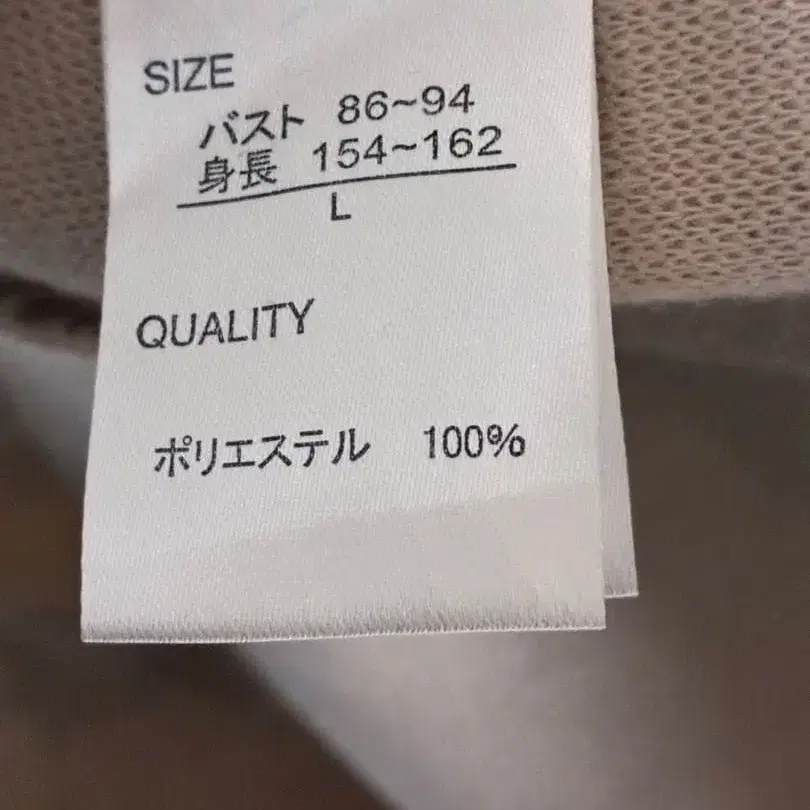 SIZE
バスト 86~94
身長 154~162
L
QUALITY
ポリエステル 100%